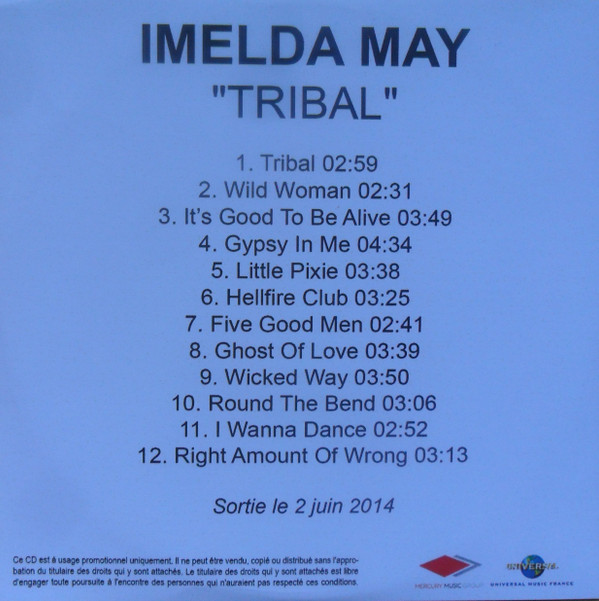 IMELDA MAY
"TRIBAL"
1. Tribal 02:59
2. Wild Woman 02:31
3. It's Good To Be Alive 03:49
4. Gypsy In Me 04:34
5. Little Pixie 03:38
6. Hellfire Club 03:25
7. Five Good Men 02:41
8. Ghost Of Love 03:39
9. Wicked Way 03:50
10. Round The Bend 03:06
11. I Wanna Dance 02:52
12. Right Amount Of Wrong 03:13
Sortie le 2 juin 2014
Ce CD est à usage promotionnel uniquement. Il ne peut être vendu, copié ou distribué sans l'appro-
bation du titulaire des droits qui y sont attachés. Le titulaire des droits qui y sont attachés est libre
d'engager toute poursuite à l'encontre des personnes qui n'auraient pas respecté ces conditions.
MERCURY MUSIC GROUP
UNIVERSAL
UNIVERSAL MUSIC FRANCE